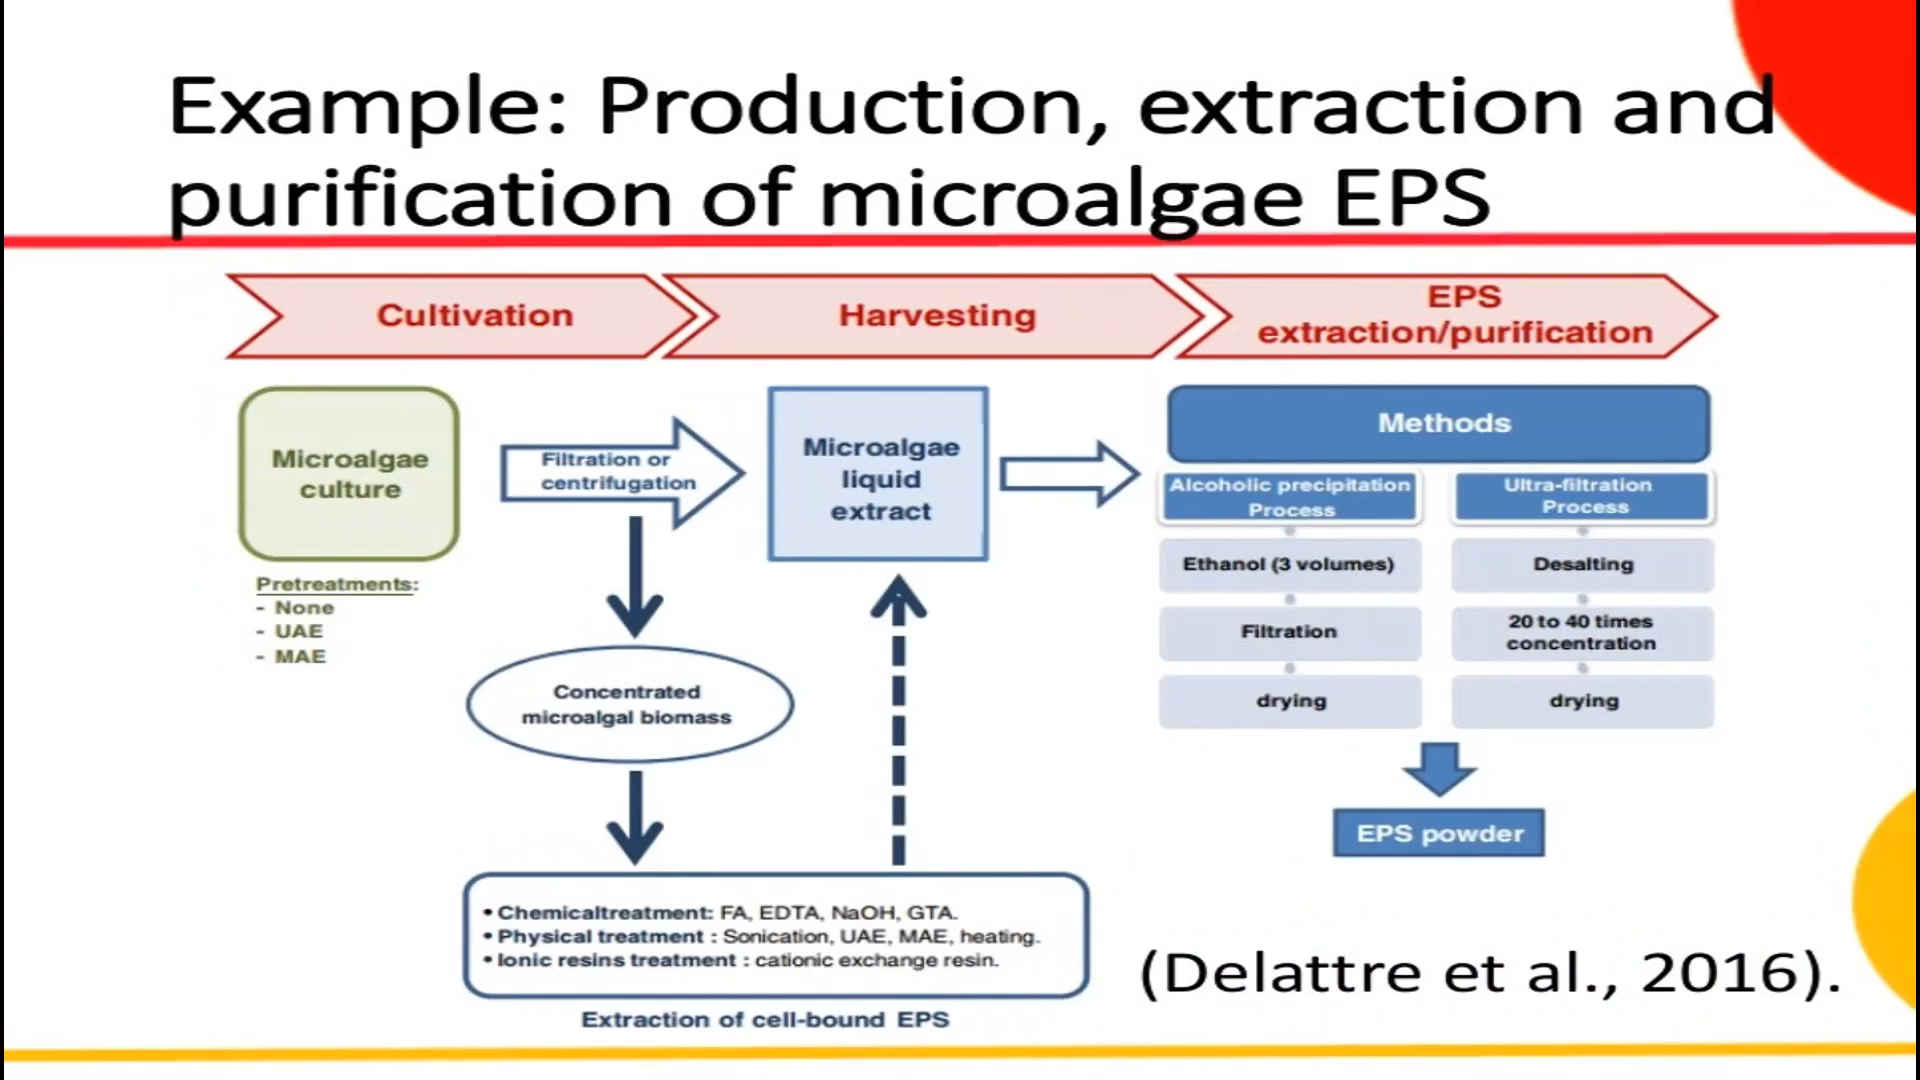 Example: Production, extraction and
purification of microalgae EPS
Cultivation
Harvesting
EPS
extraction/purification
Microalgae
culture
Pretreatments:
- None
- UAE
- MAE
Filtration or
centrifugation
Concentrated
microalgal biomass
• Chemicaltreatment: FA, EDTA, NaOH, GTA.
• Physical treatment : Sonication, UAE, MAE, heating.
• Ionic resins treatment : cationic exchange resin.
Extraction of cell-bound EPS
Microalgae
liquid
extract
Methods
Alcoholic precipitation
Process
Ethanol (3 volumes)
Filtration
drying
Ultra-filtration
Process
Desalting
20 to 40 times
concentration
drying
EPS powder
(Delattre et al., 2016).